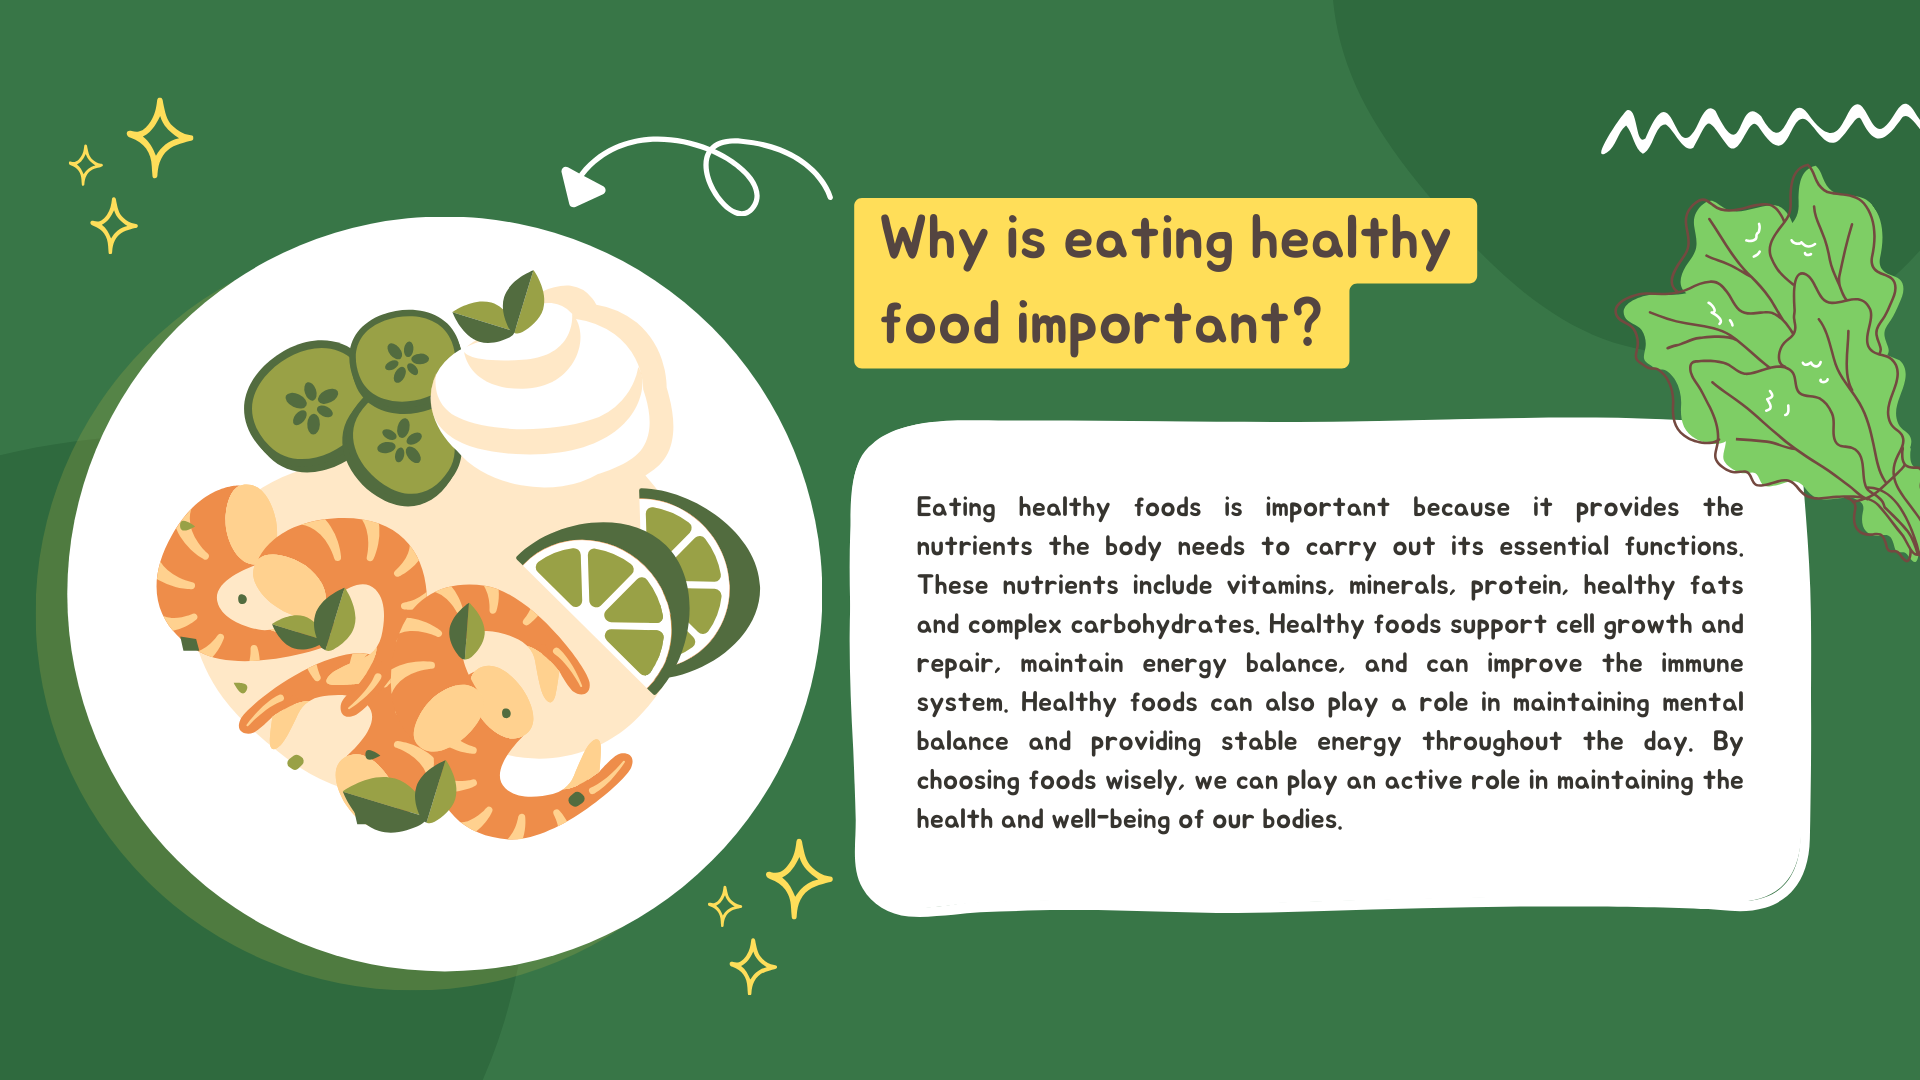 Why is eating healthy
food important?
Eating healthy foods is important because it provides the
nutrients the body needs to carry out its essential functions.
These nutrients include vitamins, minerals, protein, healthy fats
and complex carbohydrates. Healthy foods support cell growth and
repair, maintain energy balance, and can improve the immune
system. Healthy foods can also play a role in maintaining mental
balance and providing stable energy throughout the day. By
choosing foods wisely, we can play an active role in maintaining the
health and well-being of our bodies.